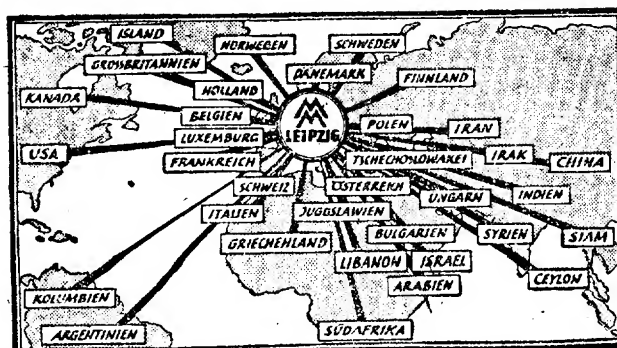 ISLAND
NORWEGEN
SCHWEDEN
GROSSBRITANNIEN
DÄNEMARK
FINNLAND
KANADA
HOLLAND
BELGIEN
MM
LEIPZIG
POLEN
IRAN
LUXEMBURG
USA
FRANKREICH
TSCHECHOSLOWAKEI
IRAK
CHINA
SCHWEIZ
ÖSTERREICH
UNGARN
INDIEN
ITALIEN
JUGOSLAWIEN
GRIECHENLAND
BULGARIEN
SYRIEN
SIAM
LIBANON
ISRAEL
CEYLON
ARABIEN
KOLUMBIEN
ARGENTINIEN
SÜDAFRIKA